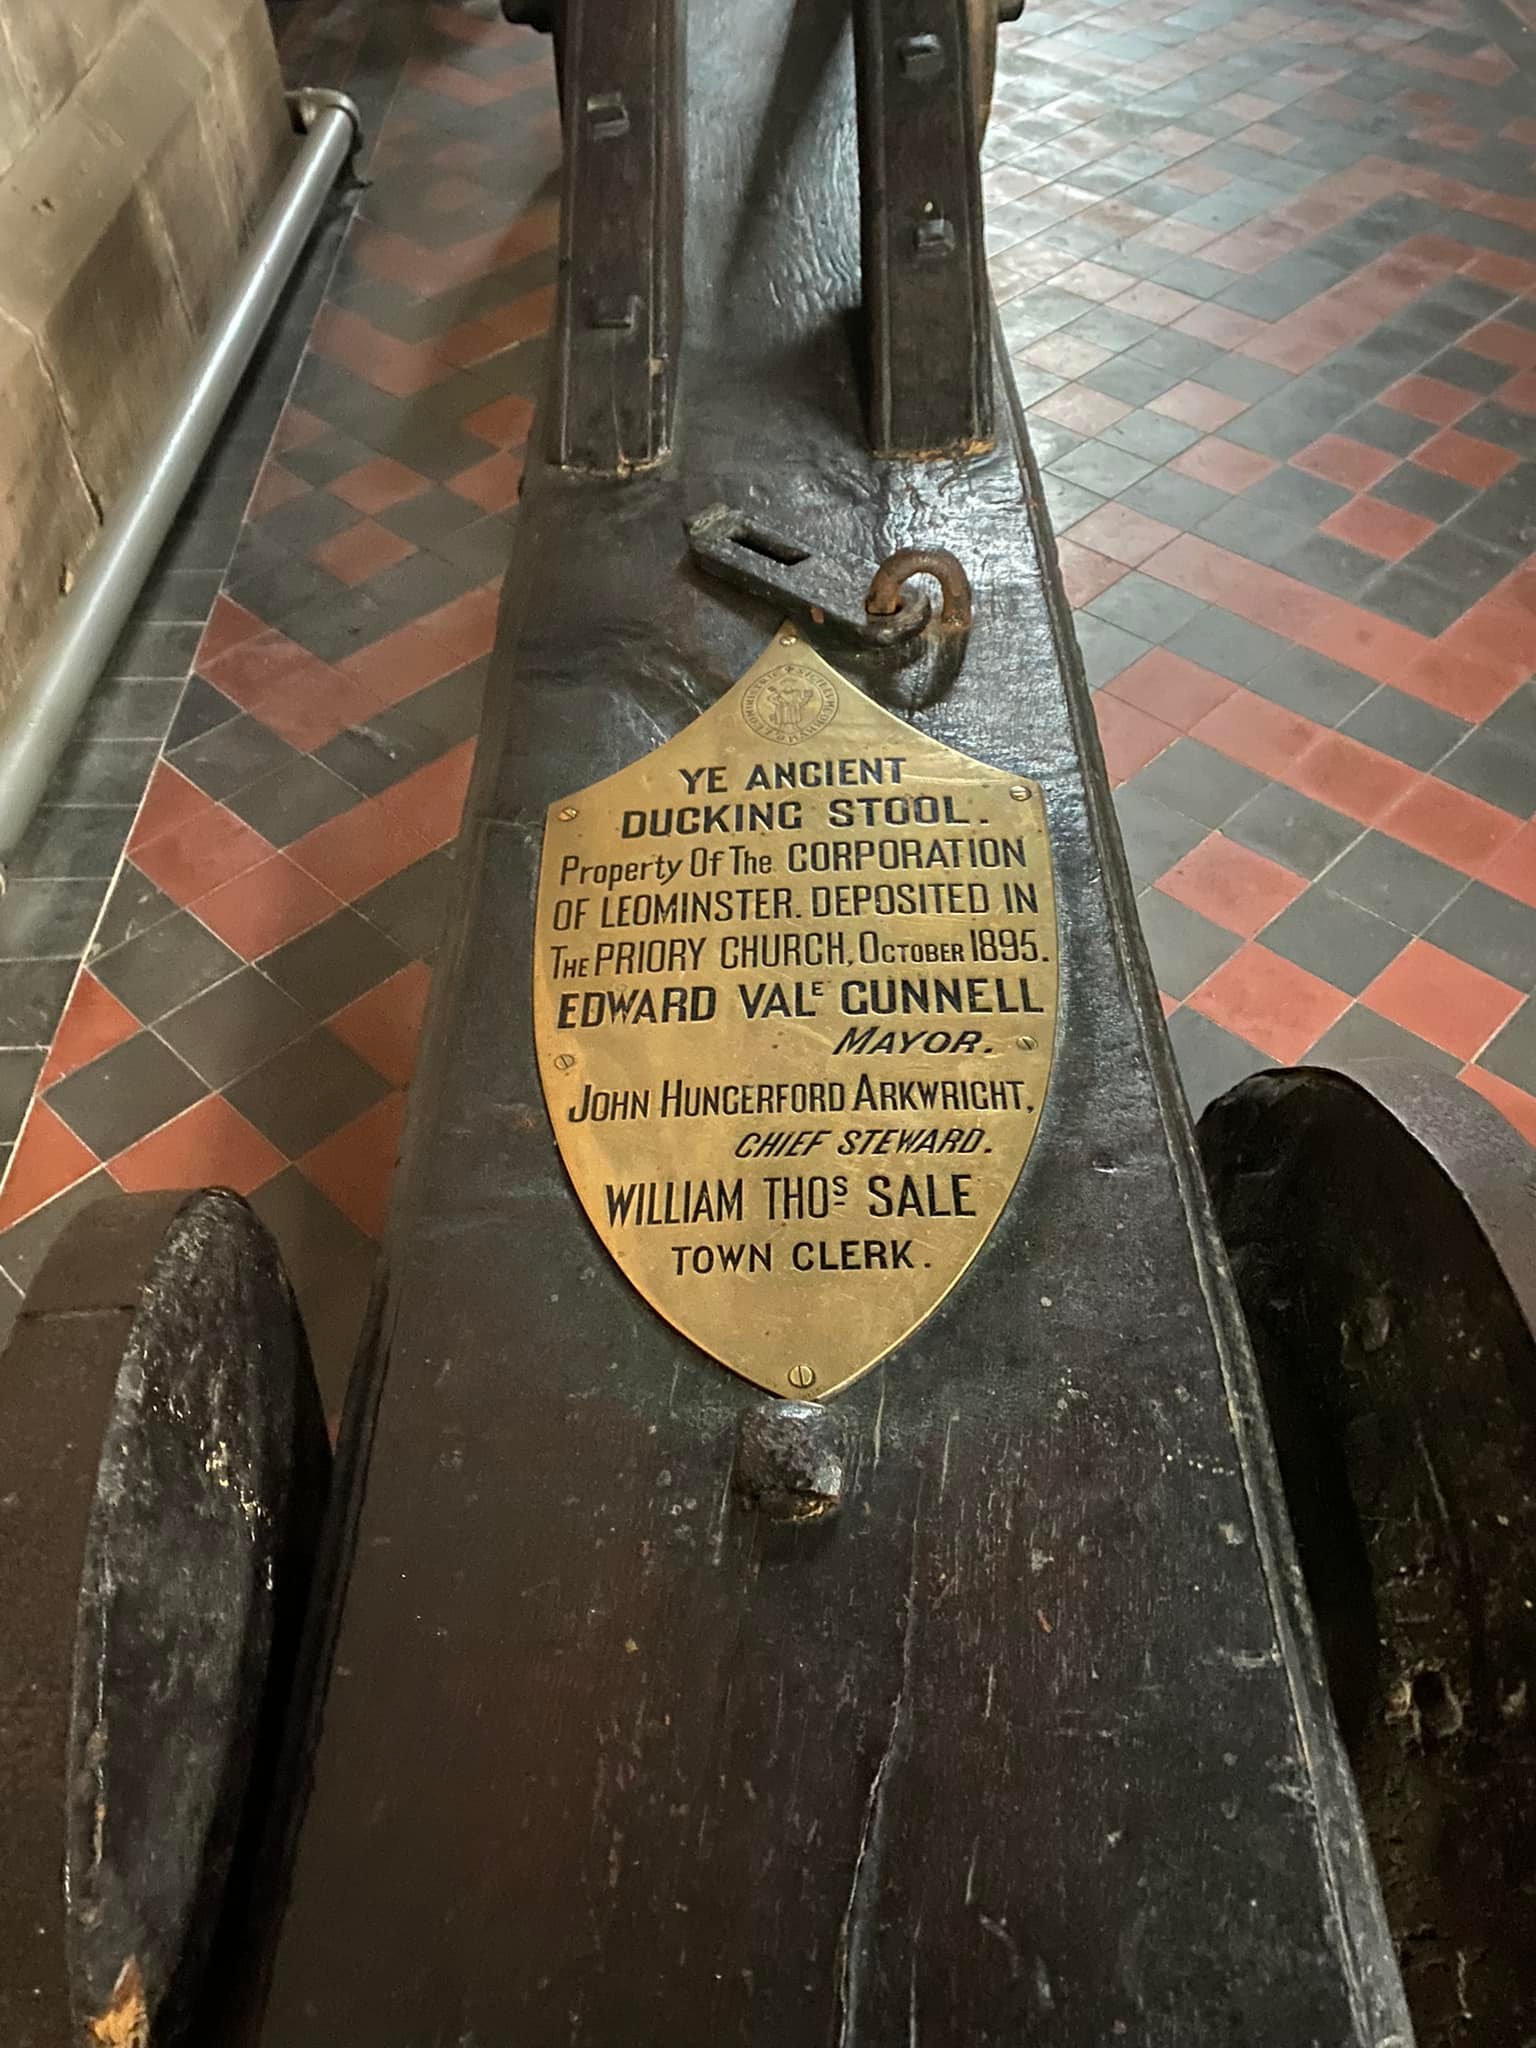 YE ANCIENT
DUCKING STOOL.
Property Of The CORPORATION
OF LEOMINSTER. DEPOSITED IN
THE PRIORY CHURCH, OCTOBER 1895.
EDWARD VALE GUNNELL
MAYOR.
JOHN HUNGERFORD ARKWRIGHT,
CHIEF STEWARD.
WILLIAM THOS SALE
TOWN CLERK.